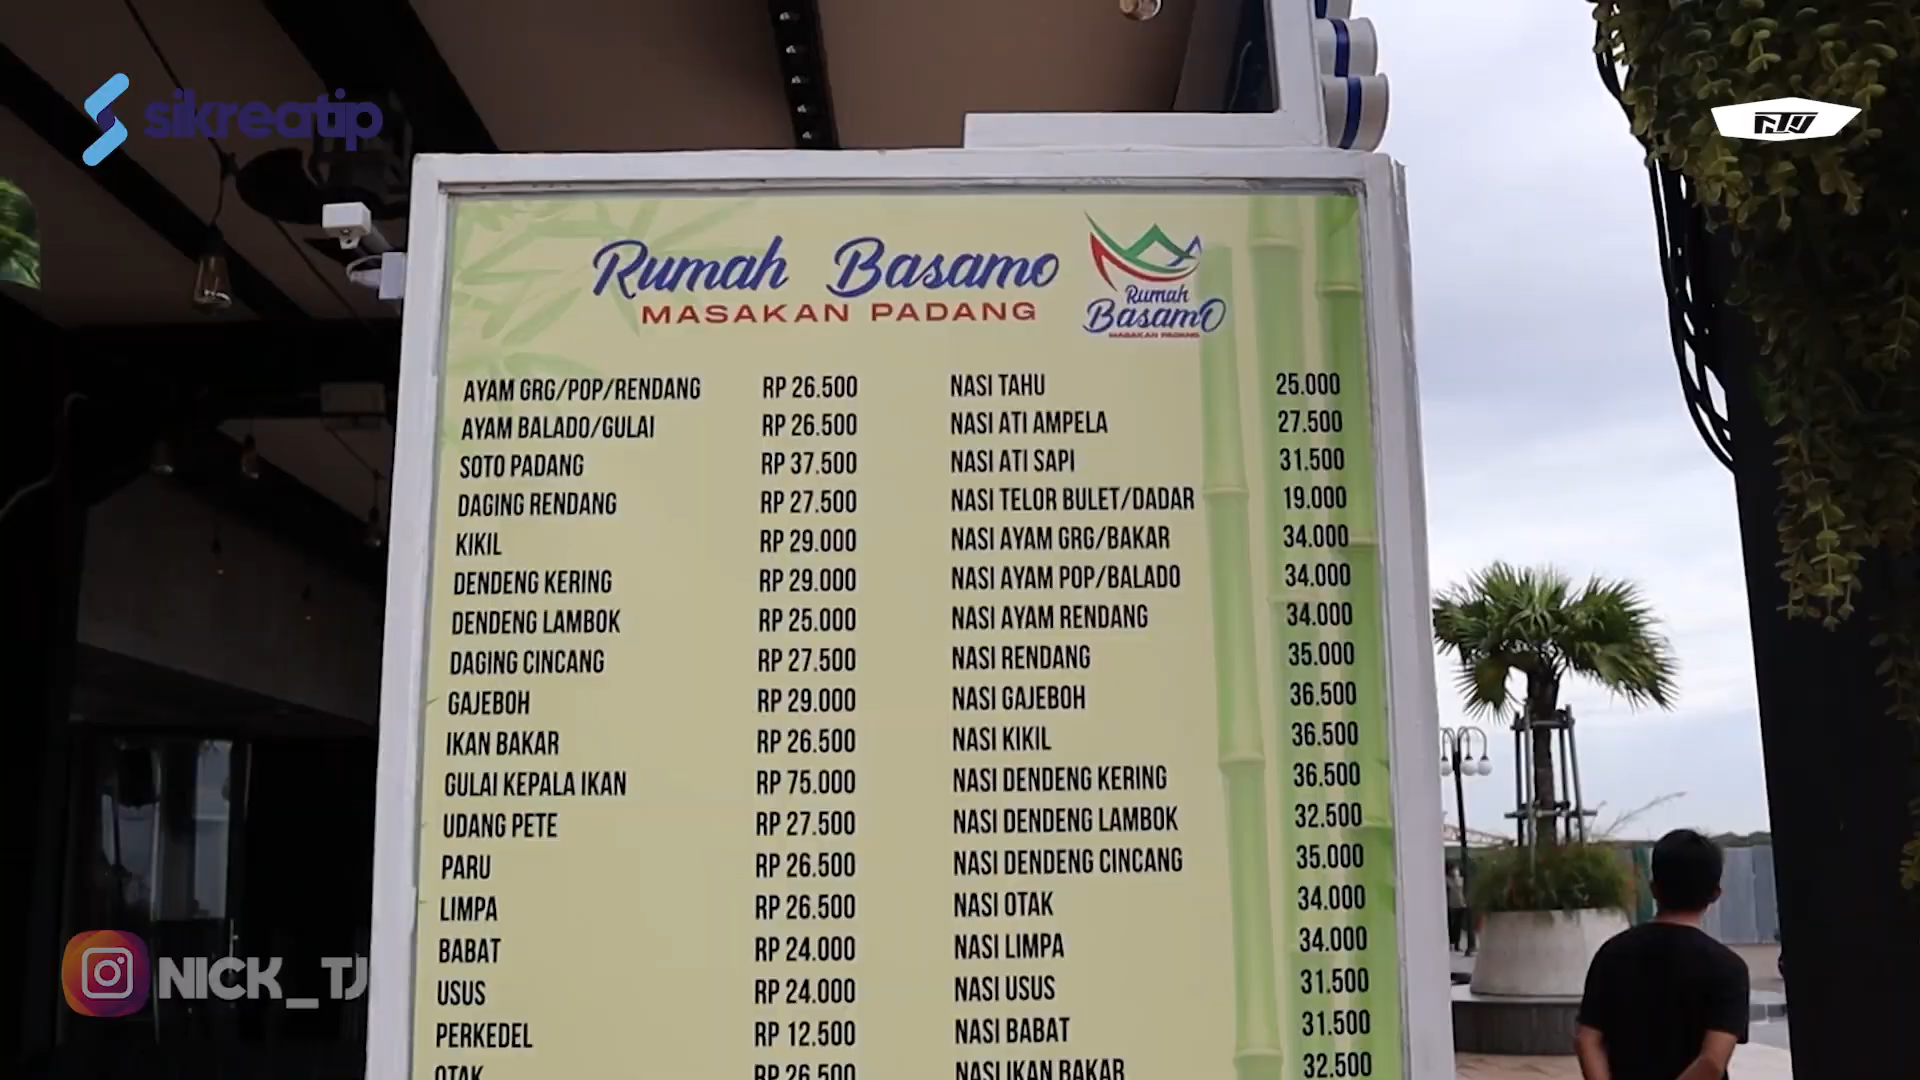 sikreatip
NTV
Rumah Basamo
MASAKAN PADANG
Rumah
BasamO
MASAKAN PADANG
AYAM GRG/POP/RENDANG RP 26.500
AYAM BALADO/GULAI RP 26.500
SOTO PADANG RP 37.500
DAGING RENDANG RP 27.500
KIKIL RP 29.000
DENDENG KERING RP 29.000
DENDENG LAMBOK RP 25.000
DAGING CINCANG RP 27.500
GAJEBOH RP 29.000
IKAN BAKAR RP 26.500
GULAI KEPALA IKAN RP 75.000
UDANG PETE RP 27.500
PARU RP 26.500
LIMPA RP 26.500
BABAT RP 24.000
USUS RP 24.000
PERKEDEL RP 12.500
OTAK RP 26.500
NASI TAHU 25.000
NASI ATI AMPELA 27.500
NASI ATI SAPI 31.500
NASI TELOR BULET/DADAR 19.000
NASI AYAM GRG/BAKAR 34.000
NASI AYAM POP/BALADO 34.000
NASI AYAM RENDANG 34.000
NASI RENDANG 35.000
NASI GAJEBOH 36.500
NASI KIKIL 36.500
NASI DENDENG KERING 36.500
NASI DENDENG LAMBOK 32.500
NASI DENDENG CINCANG 35.000
NASI OTAK 34.000
NASI LIMPA 34.000
NASI USUS 31.500
NASI BABAT 31.500
NASI IKAN BAKAR 32.500
NICK_TJ